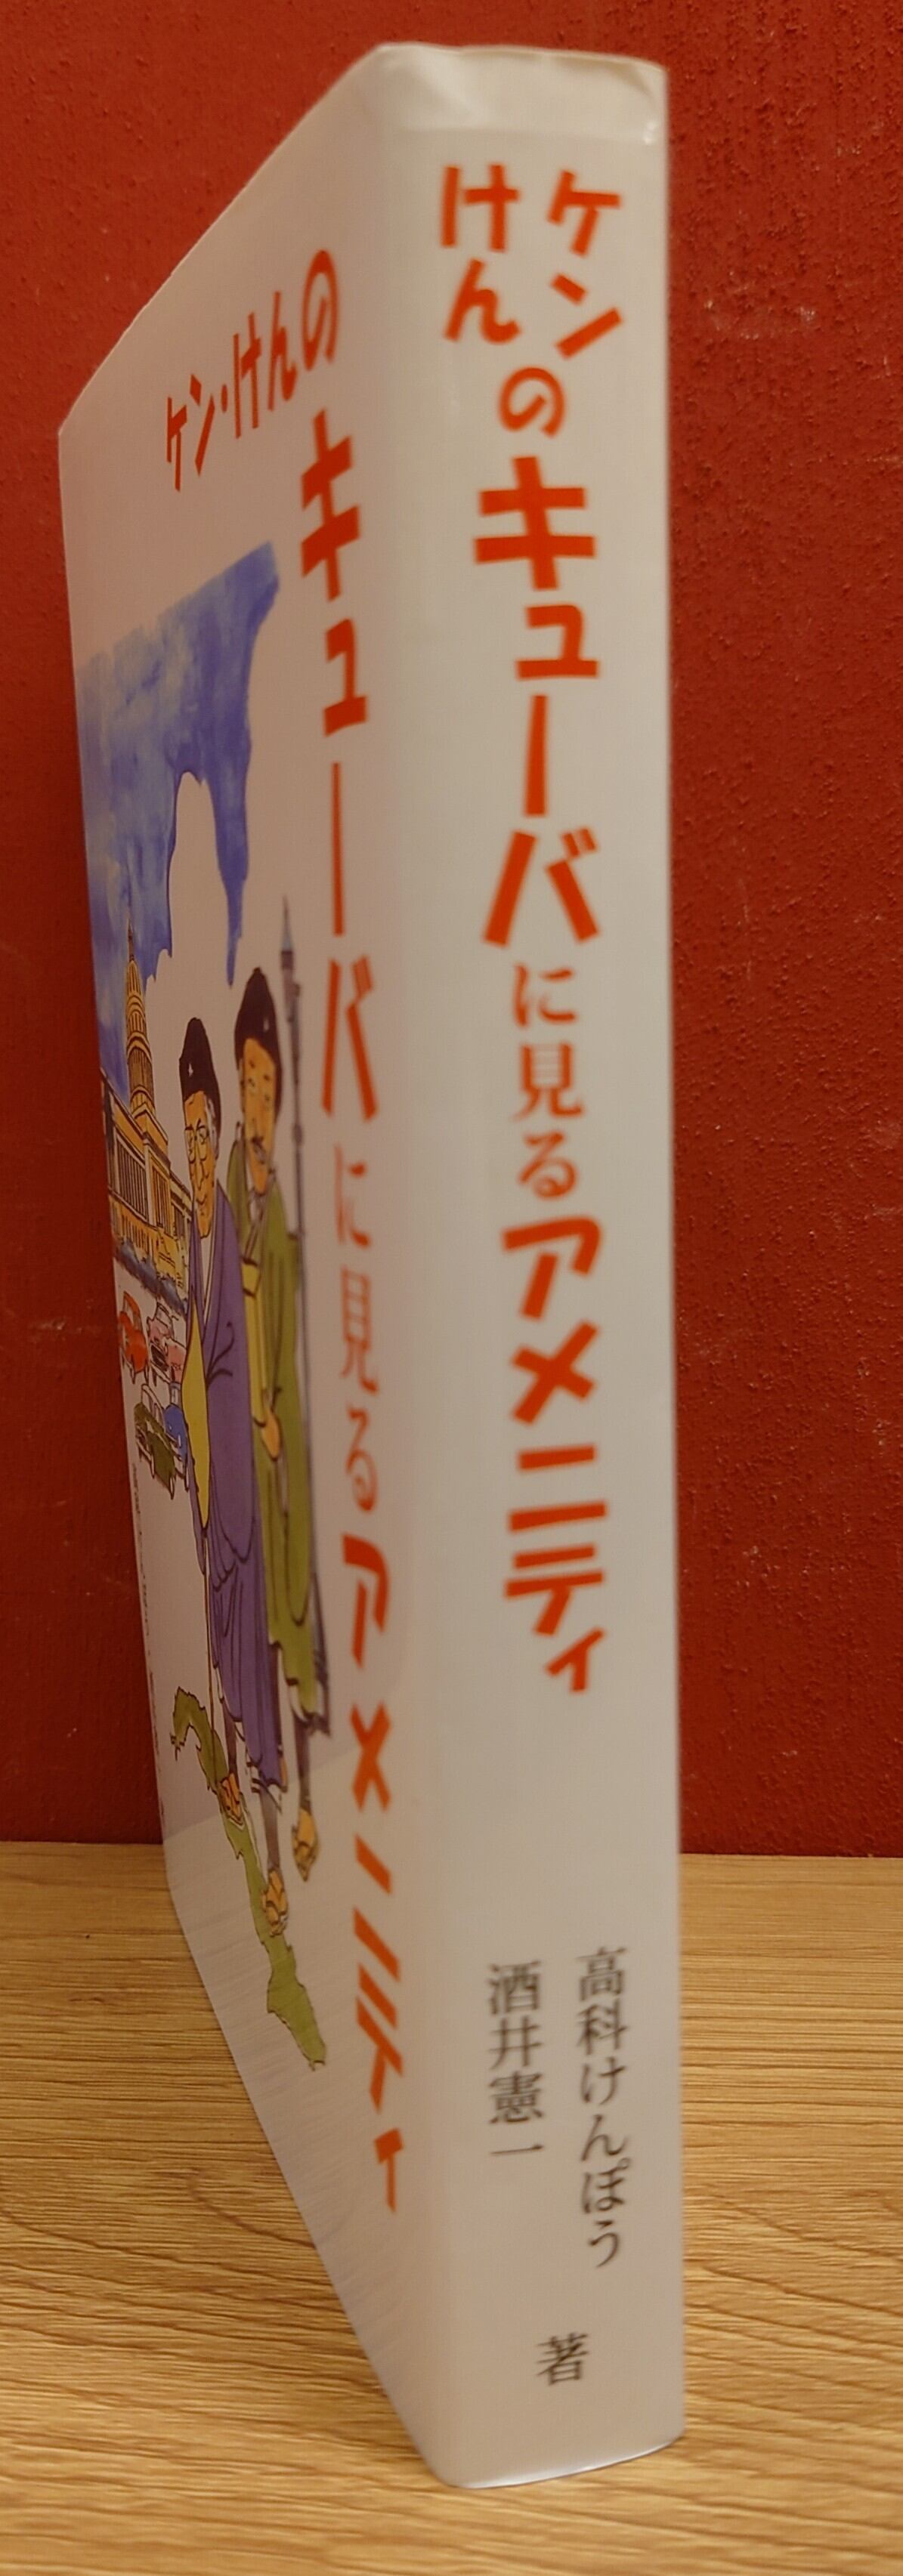 ケン・けんの
キューバに見るアメニティ
ケン
けん
のキューバに見るアメニティ
高科けんぽう
酒井憲一
著